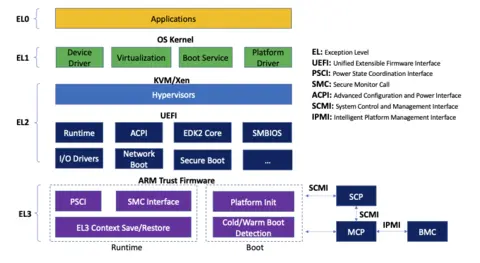 EL0
Applications
OS Kernel
EL1
Device
Driver
Virtualization
Boot Service
Platform
Driver
KVM/Xen
Hypervisors
UEFI
EL2
Runtime
ACPI
EDK2 Core
SMBIOS
I/O Drivers
Network
Boot
Secure Boot
...
ARM Trust Firmware
EL3
PSCI
SMC Interface
EL3 Context Save/Restore
Runtime
Platform Init
Cold/Warm Boot
Detection
Boot
SCMI
SCP
SCMI
MCP
IPMI
BMC
EL: Exception Level
UEFI: Unified Extensible Firmware Interface
PSCI: Power State Coordination Interface
SMC: Secure Monitor Call
ACPI: Advanced Configuration and Power Interface
SCMI: System Control and Management Interface
IPMI: Intelligent Platform Management Interface